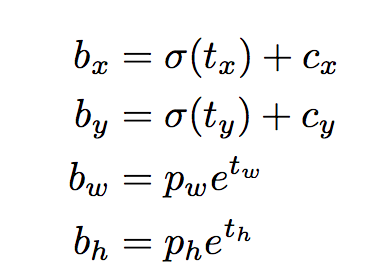 b_x = σ(t_x) + c_x
b_y = σ(t_y) + c_y
b_w = p_w e^{t_w}
b_h = p_h e^{t_h}